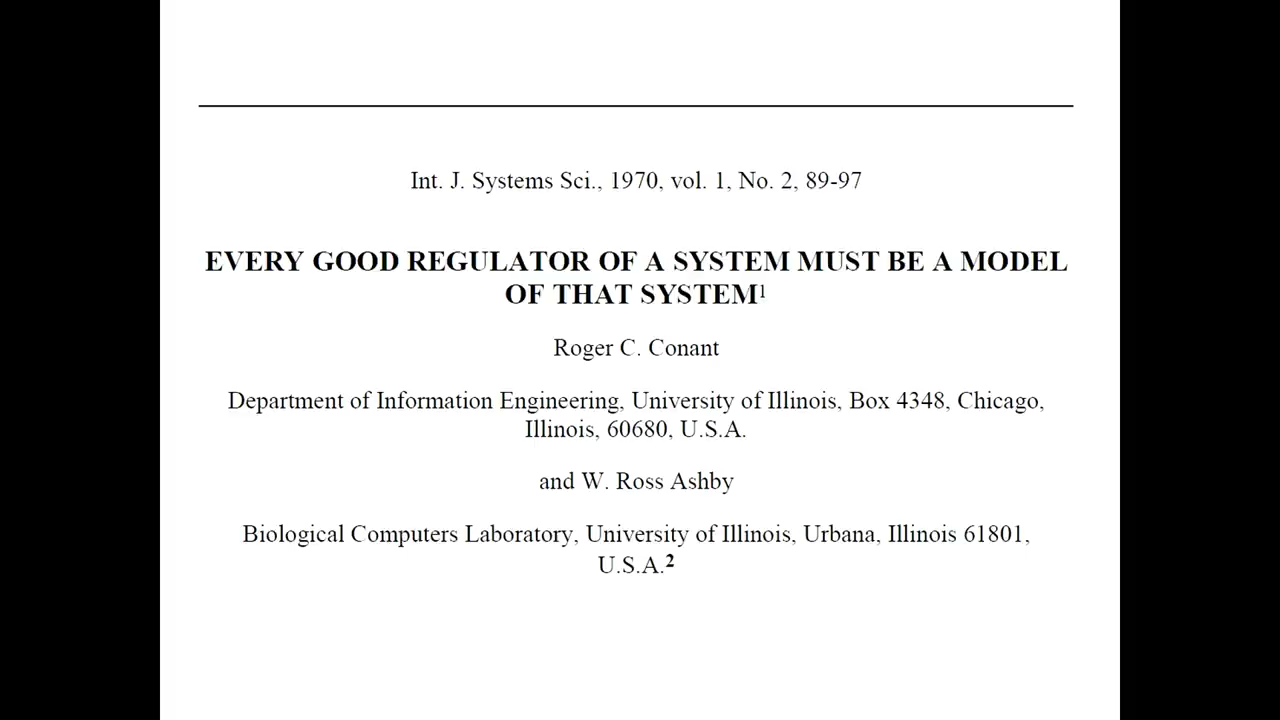 Int. J. Systems Sci., 1970, vol. 1, No. 2, 89-97
EVERY GOOD REGULATOR OF A SYSTEM MUST BE A MODEL
OF THAT SYSTEM1
Roger C. Conant
Department of Information Engineering, University of Illinois, Box 4348, Chicago,
Illinois, 60680, U.S.A.
and W. Ross Ashby
Biological Computers Laboratory, University of Illinois, Urbana, Illinois 61801,
U.S.A.2